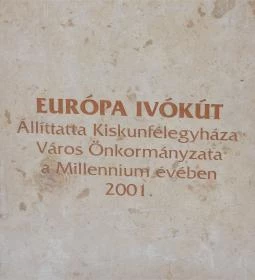 EURÓPA IVÓKÚT
Állíttatta Kiskunfélegyháza
Város Önkormányzata
a Millennium évében
2001.